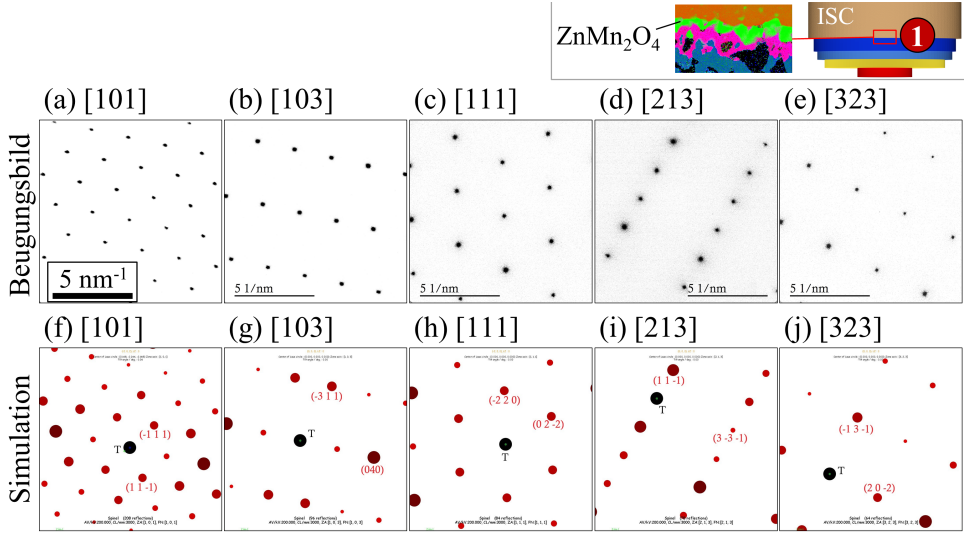 ZnMn₂O₄
ISC
1
(a) [101]
(b) [103]
(c) [111]
(d) [213]
(e) [323]
Beugungsbild
5 nm⁻¹
5 1/nm
5 1/nm
5 1/nm
5 1/nm
(f) [101]
(g) [103]
(h) [111]
(i) [213]
(j) [323]
Simulation
(-1 1 1)
T
(1 1 -1)
(-3 1 1)
T
(040)
(-2 2 0)
(0 2 -2)
T
(1 1 -1)
T
(3 -3 -1)
(-1 3 -1)
T
(2 0 -2)